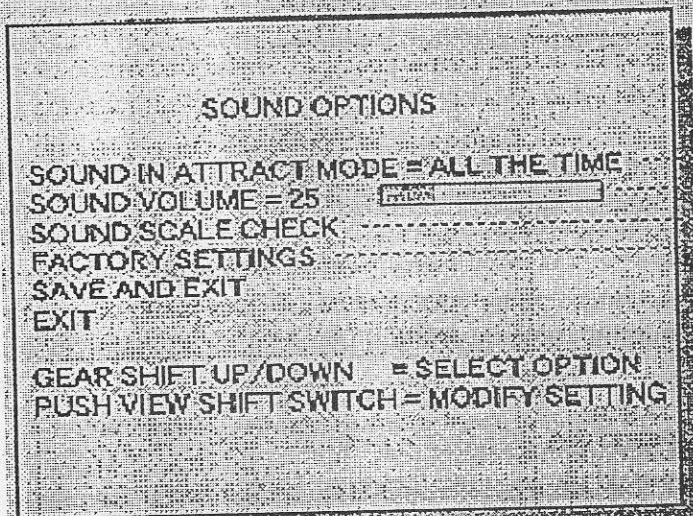 SOUND OPTIONS
SOUND IN ATTRACT MODE = ALL THE TIME
SOUND VOLUME = 25
SOUND SCALE CHECK
FACTORY SETTINGS
SAVE AND EXIT
EXIT
GEAR SHIFT UP/DOWN = SELECT OPTION
PUSH VIEW SHIFT SWITCH = MODIFY SETTING